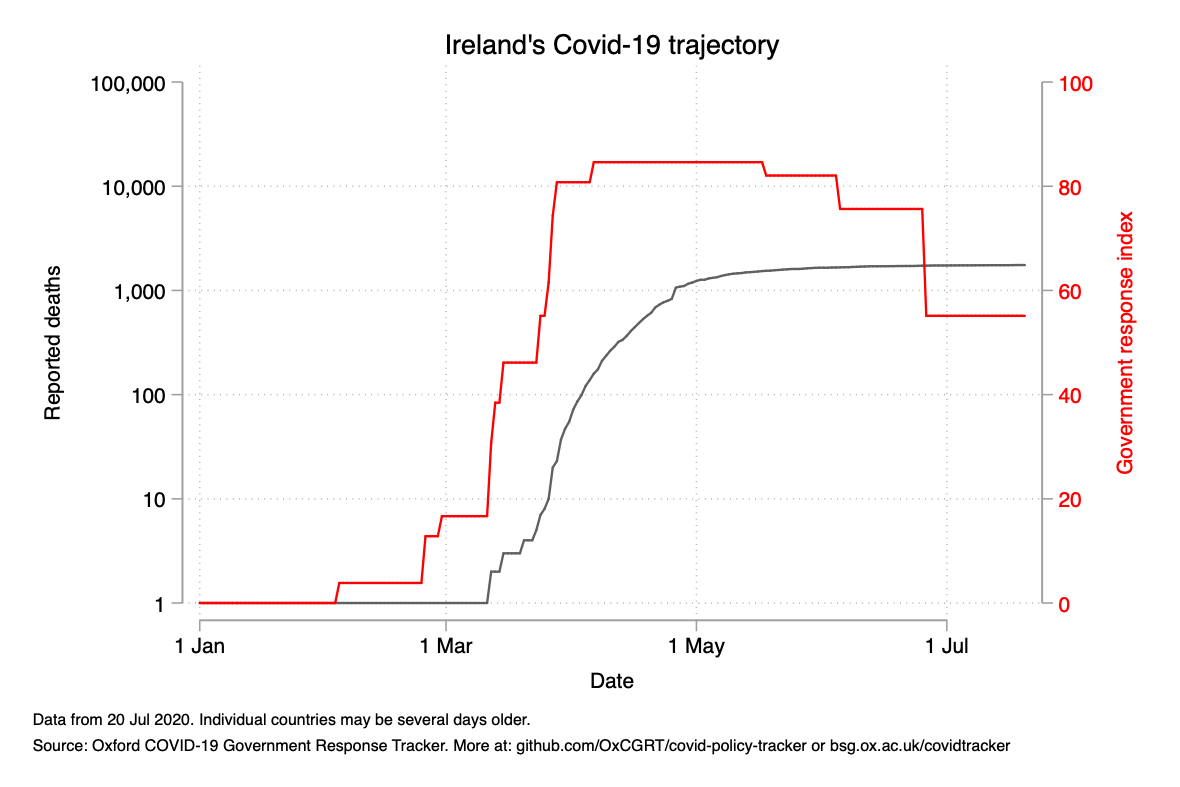 Ireland's Covid-19 trajectory
100,000
10,000
1,000
100
10
1
Reported deaths
100
80
60
40
20
0
Government response index
1 Jan
1 Mar
1 May
1 Jul
Date
Data from 20 Jul 2020. Individual countries may be several days older.
Source: Oxford COVID-19 Government Response Tracker. More at: github.com/OxCGRT/covid-policy-tracker or bsg.ox.ac.uk/covidtracker